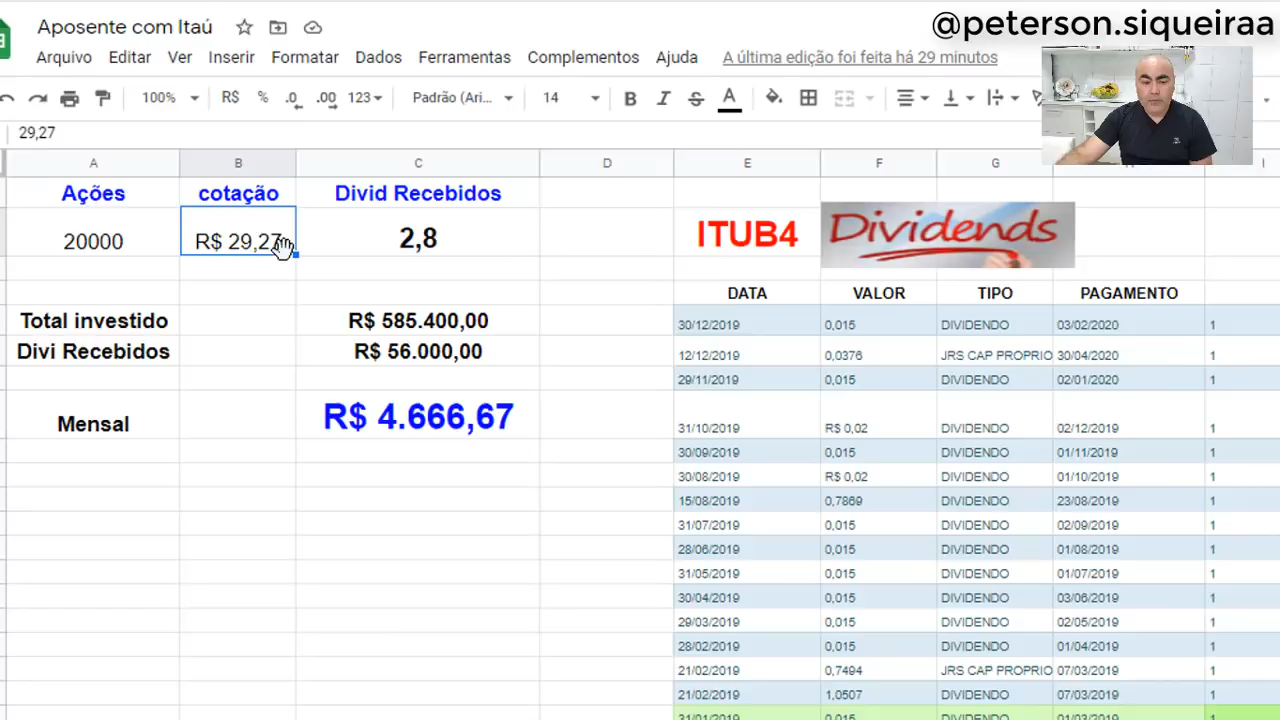 Aposente com Itaú
@peterson.siqueiraa
Arquivo Editar Ver Inserir Formatar Dados Ferramentas Complementos Ajuda A última edição foi feita há 29 minutos
100% R$ % .0 .00 123 Padrão (Ari... 14 B I S A
29,27
A B C D E F G I
Ações cotação Divid Recebidos
20000 R$ 29,27 2,8 ITUB4 Dividends
DATA VALOR TIPO PAGAMENTO
Total investido R$ 585.400,00 30/12/2019 0,015 DIVIDENDO 03/02/2020 1
Divi Recebidos R$ 56.000,00 12/12/2019 0,0376 JRS CAP PROPRIO 30/04/2020 1
29/11/2019 0,015 DIVIDENDO 02/01/2020 1
Mensal R$ 4.666,67 31/10/2019 R$ 0,02 DIVIDENDO 02/12/2019 1
30/09/2019 0,015 DIVIDENDO 01/11/2019 1
30/08/2019 R$ 0,02 DIVIDENDO 01/10/2019 1
15/08/2019 0,7869 DIVIDENDO 23/08/2019 1
31/07/2019 0,015 DIVIDENDO 02/09/2019 1
28/06/2019 0,015 DIVIDENDO 01/08/2019 1
31/05/2019 0,015 DIVIDENDO 01/07/2019 1
30/04/2019 0,015 DIVIDENDO 03/06/2019 1
29/03/2019 0,015 DIVIDENDO 02/05/2019 1
28/02/2019 0,015 DIVIDENDO 01/04/2019 1
21/02/2019 0,7494 JRS CAP PROPRIO 07/03/2019 1
21/02/2019 1,0507 DIVIDENDO 07/03/2019 1
31/01/2019 0,015 DIVIDENDO 01/03/2019 1